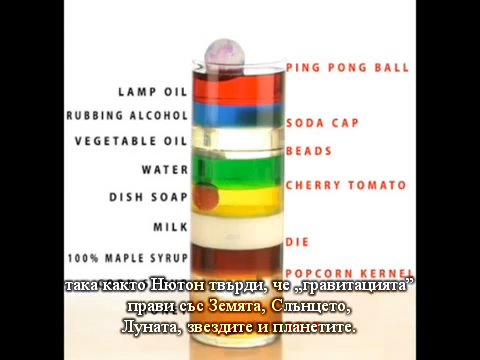 PING PONG BALL
LAMP OIL
RUBBING ALCOHOL
SODA CAP
VEGETABLE OIL
BEADS
WATER
CHERRY TOMATO
DISH SOAP
MILK
DIE
100% MAPLE SYRUP
POPCORN KERNEL
така както Нютон твърди, че „гравитацията”
прави със Земята, Слънцето,
Луната, звездите и планетите.